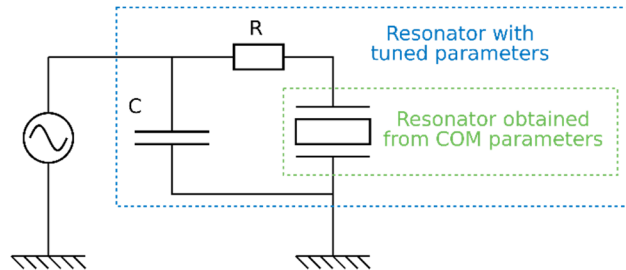 R
Resonator with
tuned parameters
C
Resonator obtained
from COM parameters